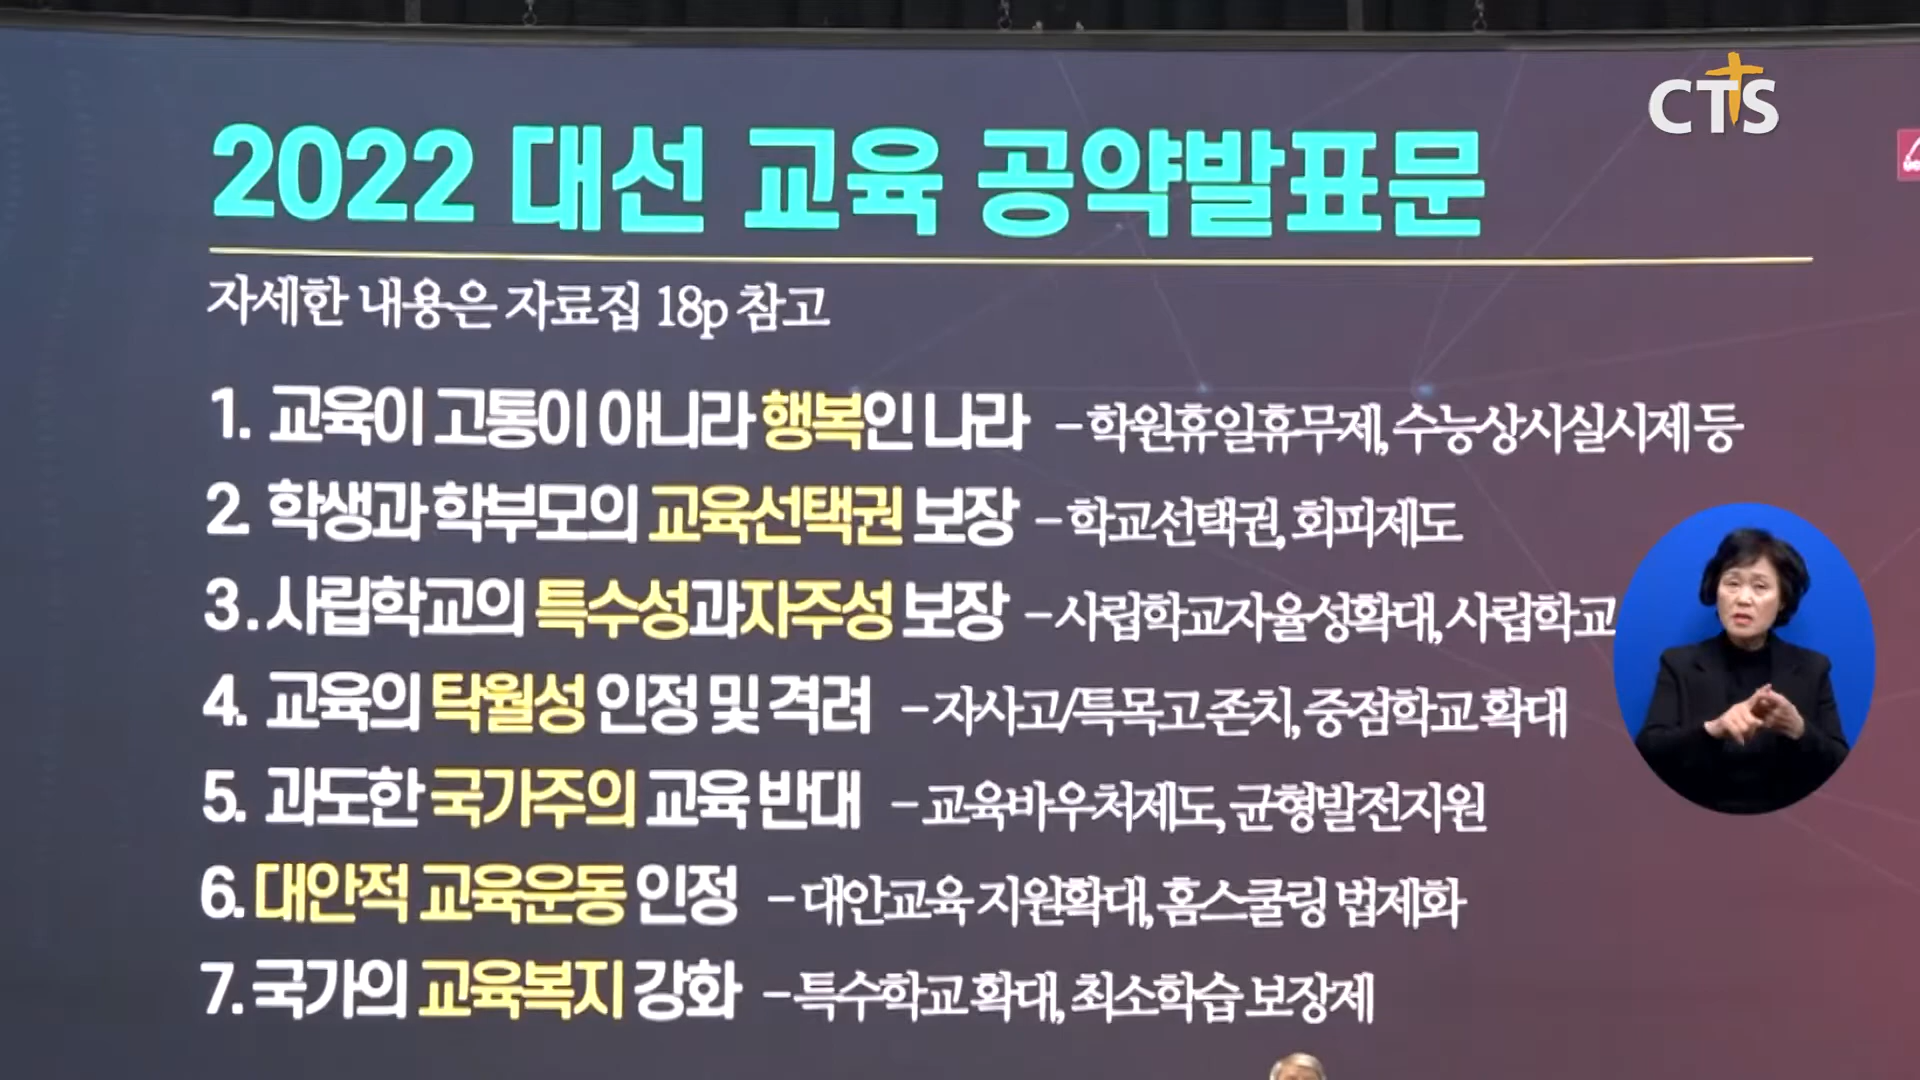 CTS
2022 대선 교육 공약발표문
자세한 내용은 자료집 18p 참고
1. 교육이 고통이 아니라 행복인 나라 - 학원휴일휴무제, 수능상시실시제 등
2. 학생과 학부모의 교육선택권 보장 - 학교선택권, 회피제도
3. 사립학교의 특수성과 자주성 보장 - 사립학교자율성확대, 사립학교
4. 교육의 탁월성 인정 및 격려 - 자사고/특목고 존치, 중점학교 확대
5. 과도한 국가주의 교육 반대 - 교육바우처제도, 균형발전지원
6. 대안적 교육운동 인정 - 대안교육 지원확대, 홈스쿨링 법제화
7. 국가의 교육복지 강화 - 특수학교 확대, 최소학습 보장제